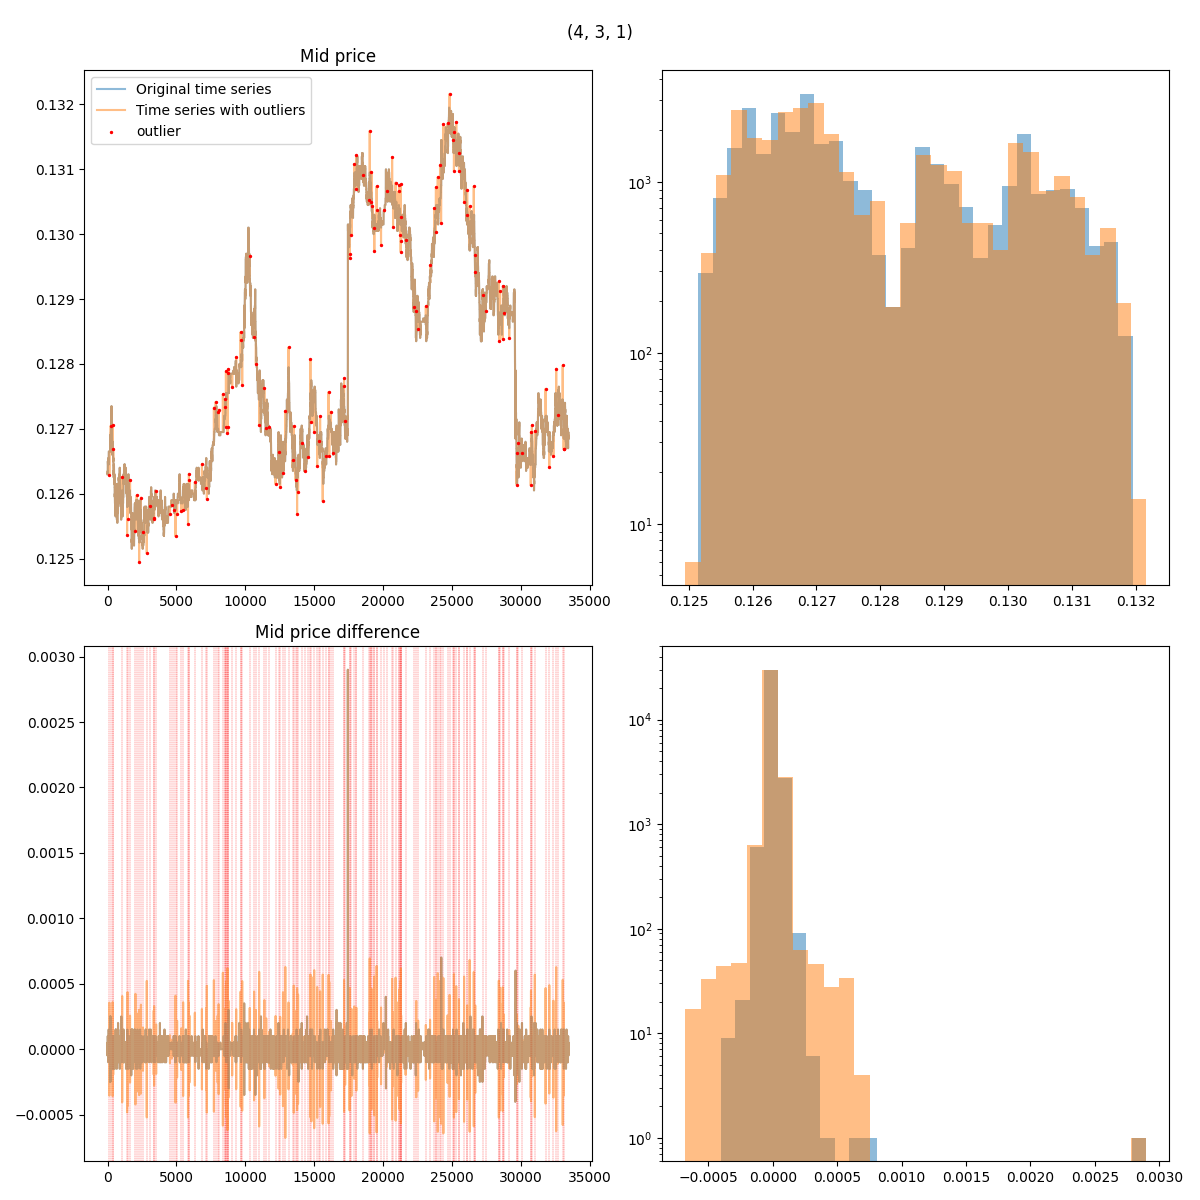 (4, 3, 1)
Mid price
Original time series
Time series with outliers
outlier
0.132
0.131
0.130
0.129
0.128
0.127
0.126
0.125
0 5000 10000 15000 20000 25000 30000 35000
10³
10²
10¹
0.125 0.126 0.127 0.128 0.129 0.130 0.131 0.132
Mid price difference
0.0030
0.0025
0.0020
0.0015
0.0010
0.0005
0.0000
−0.0005
0 5000 10000 15000 20000 25000 30000 35000
10⁴
10³
10²
10¹
10⁰
−0.0005 0.0000 0.0005 0.0010 0.0015 0.0020 0.0025 0.0030